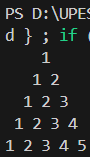 PS D:\UPES
d } ; if (
1
1 2
1 2 3
1 2 3 4
1 2 3 4 5